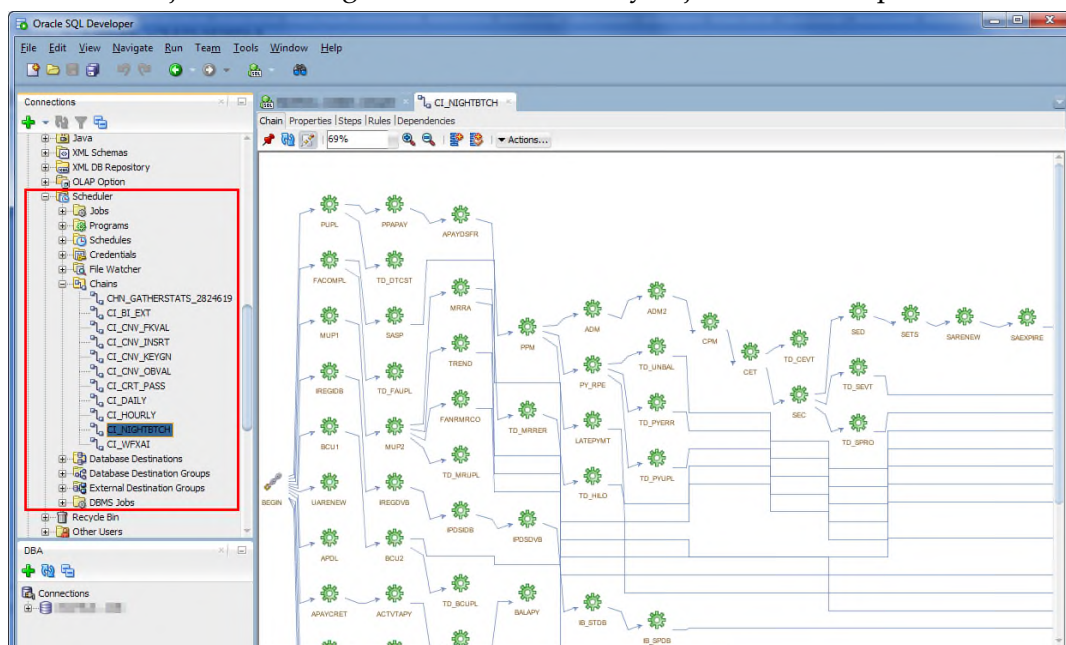 Oracle SQL Developer
File Edit View Navigate Run Team Tools Window Help
Connections
CI_NIGHTBTCH
Chain Properties Steps Rules Dependencies
69%
Actions...
Java
XML Schemas
XML DB Repository
OLAP Option
Scheduler
Jobs
Programs
Schedules
Credentials
File Watcher
Chains
CHN_GATHERSTATS_2824619
CI_BI_EXT
CI_CNV_FKVAL
CI_CNV_INSRT
CI_CNV_KEYGN
CI_CNV_OBVAL
CI_CRT_PASS
CI_DAILY
CI_HOURLY
CI_NIGHTBTCH
CI_WFXAI
Database Destinations
Database Destination Groups
External Destination Groups
DBMS Jobs
Recycle Bin
Other Users
DBA
Connections
PUPL PPAPAY APAYDSFR
FACOMPL TD_DTCST MRRA ADM ADM2
MUP1 SASP PPM CPM SED SETS SARENEW SAEXPIRE
TREND PY_RPE TD_UNBAL CET TD_CEVT
IREGIDB TD_FAUPL TD_SEVT
FANRMRCO TD_MRRER LATEPYMT TD_PYERR SEC
BCU1 MUP2 TD_SPRO
TD_MRUPL TD_HILO TD_PYUPL
BEGIN UARENEW IREGDVB
IPDSIDB IPDSDVB
APDL BCU2
APAYCRET ACTVTAPY TD_BCUPL BALAPY IB_STDB
IB_SPDB